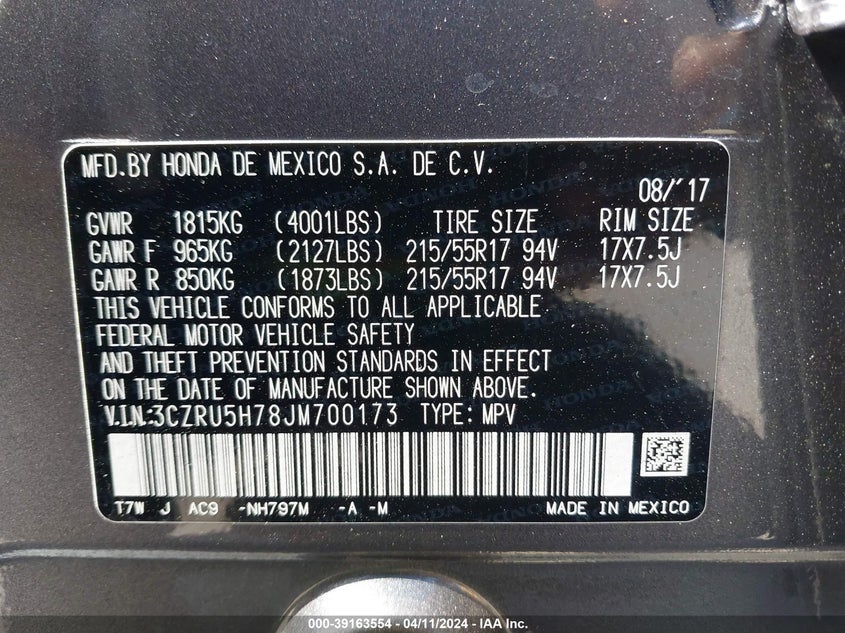 MFD.BY HONDA DE MEXICO S.A. DE C.V.
08/'17
GVWR 1815KG (4001LBS) TIRE SIZE RIM SIZE
GAWR F 965KG (2127LBS) 215/55R17 94V 17X7.5J
GAWR R 850KG (1873LBS) 215/55R17 94V 17X7.5J
THIS VEHICLE CONFORMS TO ALL APPLICABLE
FEDERAL MOTOR VEHICLE SAFETY
AND THEFT PREVENTION STANDARDS IN EFFECT
ON THE DATE OF MANUFACTURE SHOWN ABOVE.
V.I.N:3CZRU5H78JM700173 TYPE: MPV
T7W J AC9 -NH797M -A -M MADE IN MEXICO
000-39163554 - 04/11/2024 - IAA Inc.